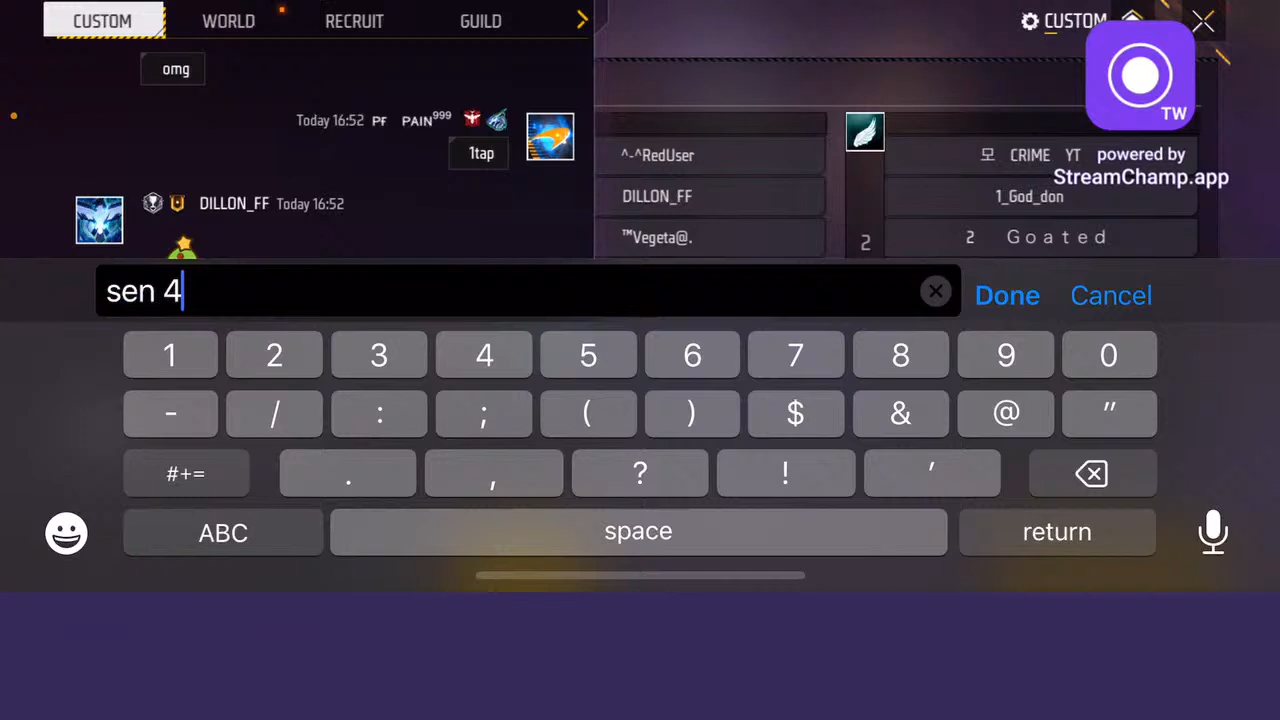 CUSTOM WORLD RECRUIT GUILD
omg
Today 16:52 PF PAIN⁹⁹⁹
1tap
DILLON_FF Today 16:52
CUSTOM
TW
powered by
StreamChamp.app
^-^RedUser
모 CRIME YT
DILLON_FF
1_God_don
™Vegeta@.
2
2 Goated
sen 4
Done Cancel
1 2 3 4 5 6 7 8 9 0
- / : ; ( ) $ & @ "
#+= . , ? ! '
ABC space return